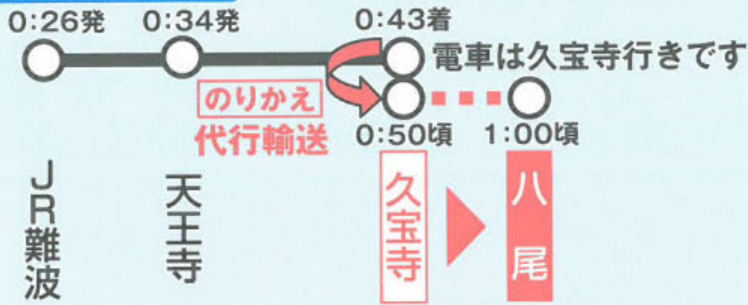 0:26発 0:34発 0:43着
電車は久宝寺行きです
のりかえ
代行輸送
0:50頃 1:00頃
JR難波
天王寺
久宝寺
八尾